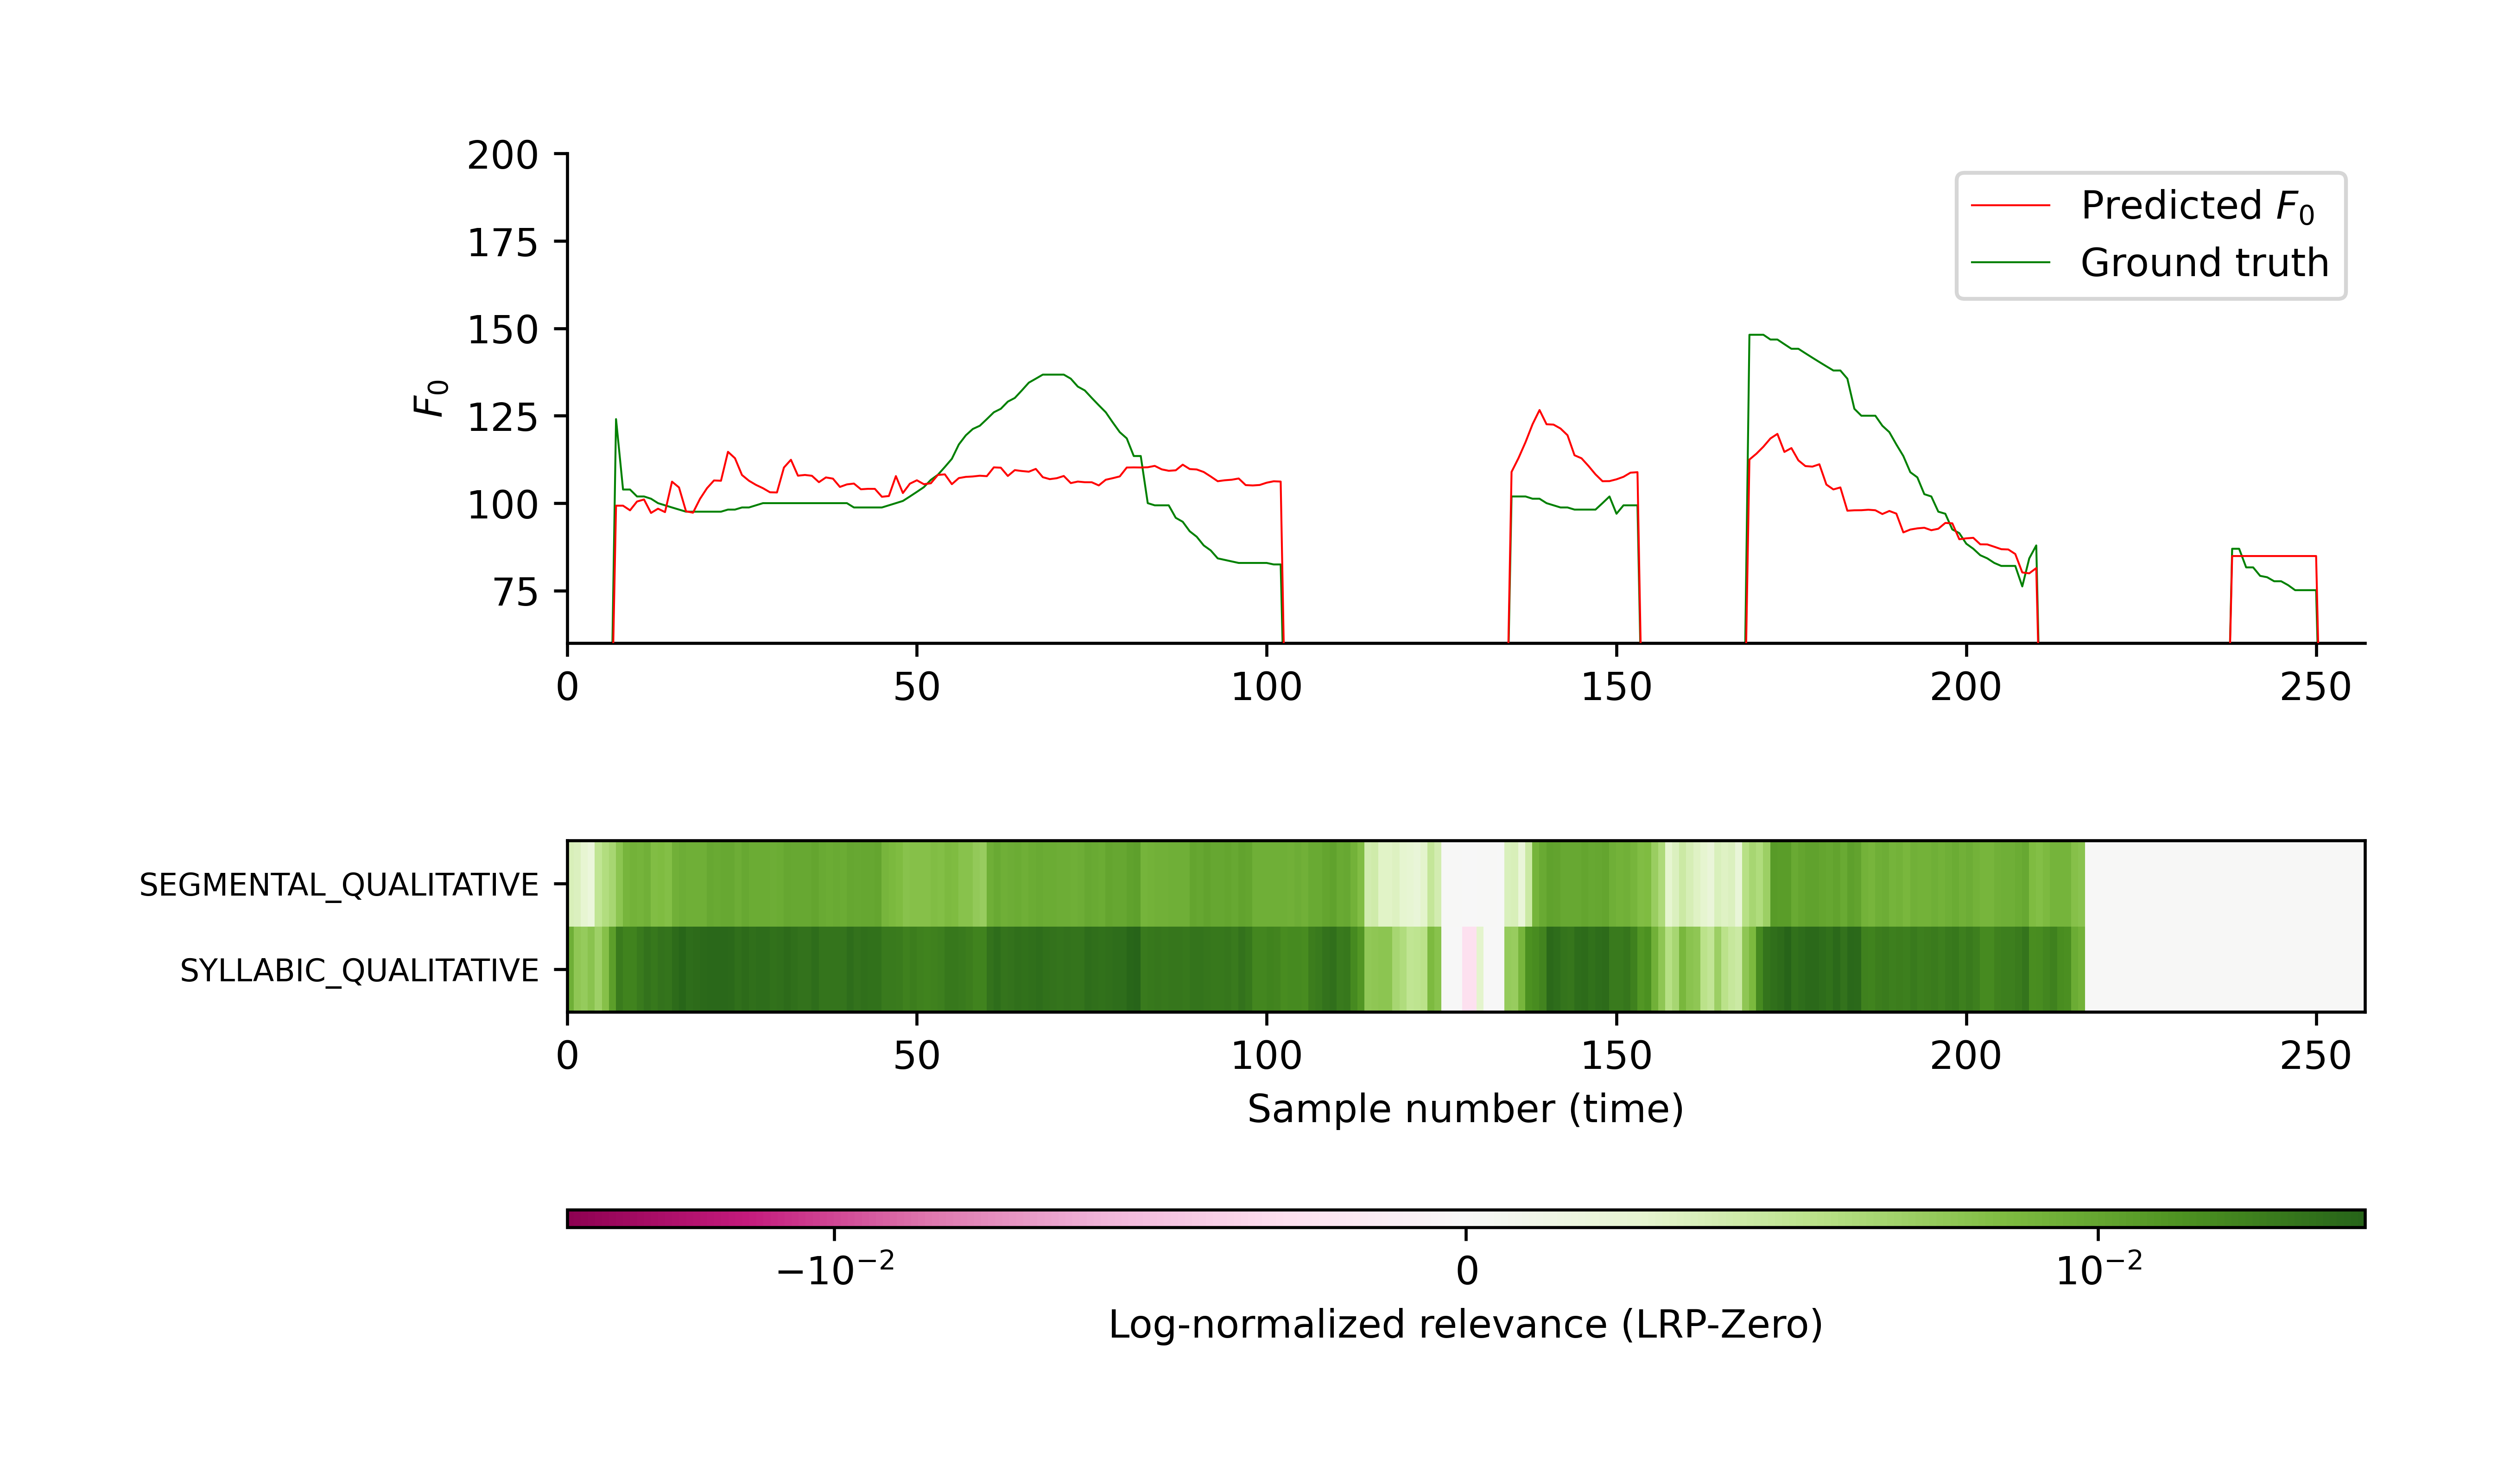 200
175
150
125
100
75
F0
Predicted F0
Ground truth
0 50 100 150 200 250
SEGMENTAL_QUALITATIVE
SYLLABIC_QUALITATIVE
0 50 100 150 200 250
Sample number (time)
−10−2 0 10−2
Log-normalized relevance (LRP-Zero)